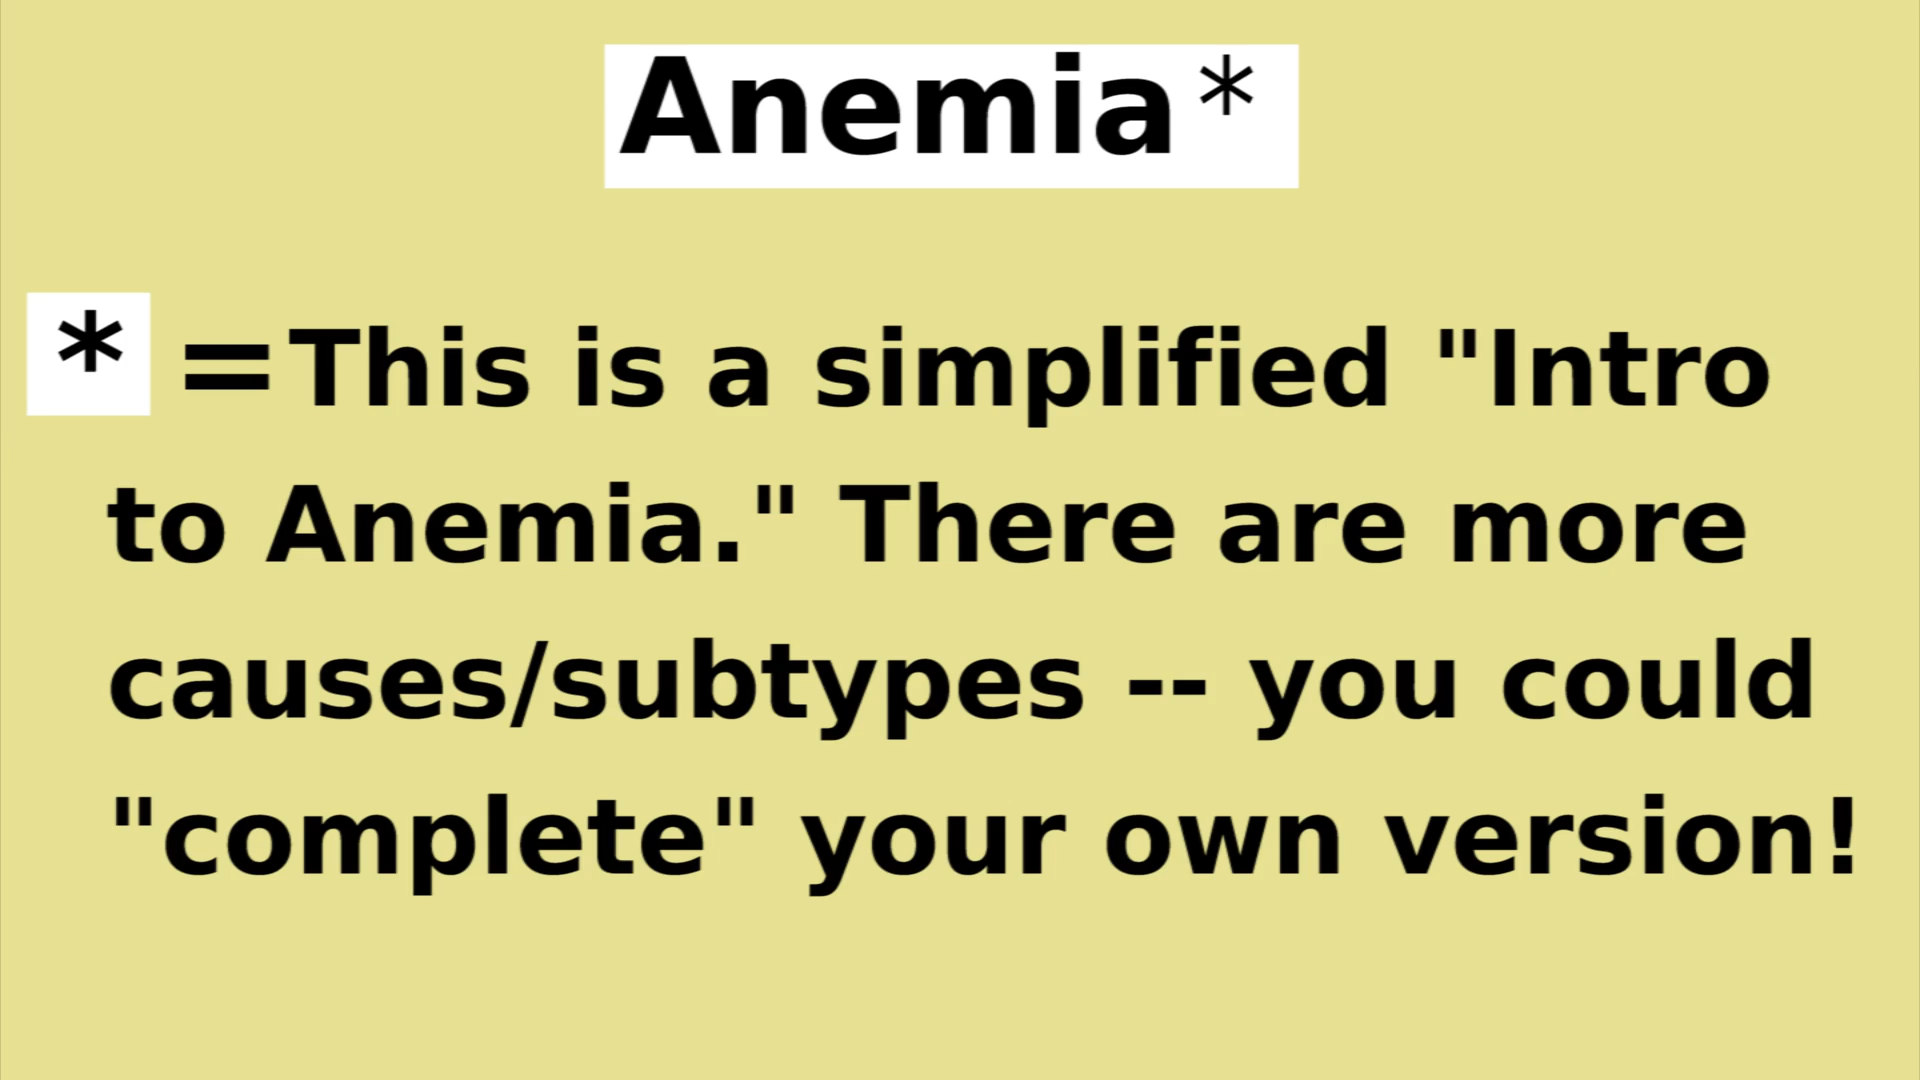 Anemia*
* =This is a simplified "Intro
to Anemia." There are more
causes/subtypes -- you could
"complete" your own version!